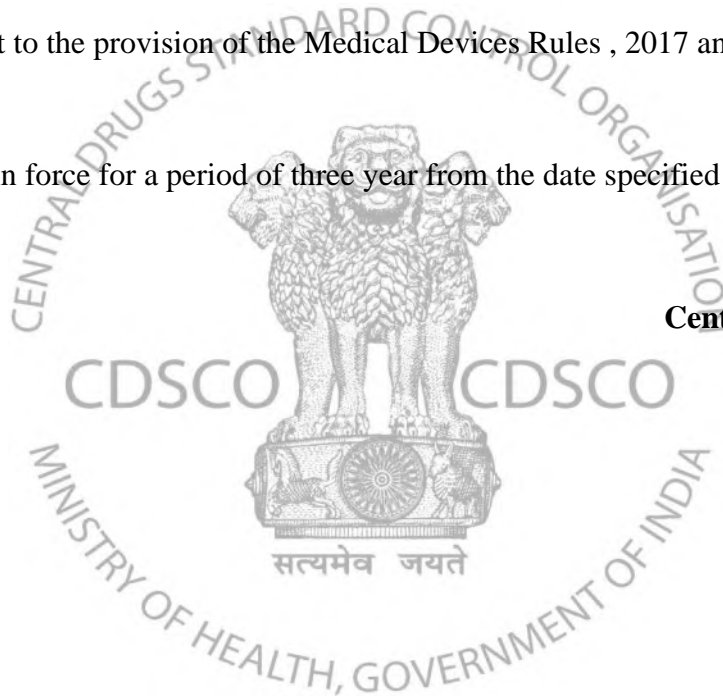 t to the provision of the Medical Devices Rules , 2017 an
n force for a period of three year from the date specified
Cent
CENTRAL DRUGS STANDARD CONTROL ORGANISATION
CDSCO CDSCO
सत्यमेव जयते
MINISTRY OF HEALTH, GOVERNMENT OF INDIA